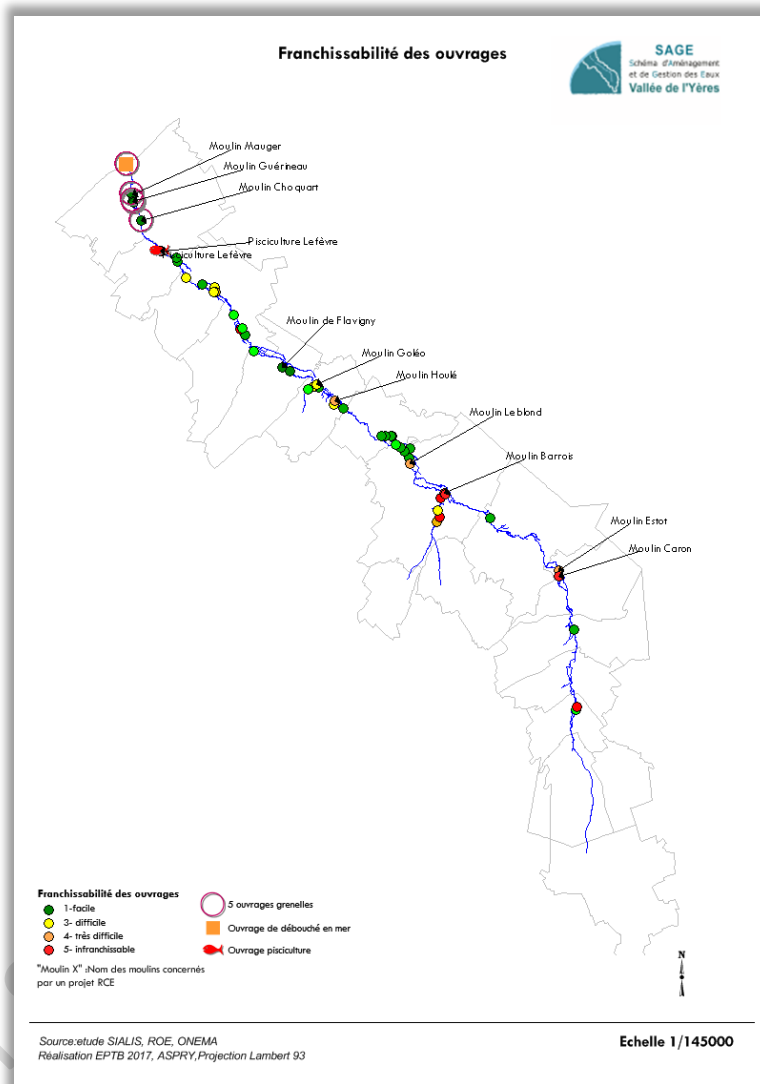 Franchissabilité des ouvrages
SAGE
Schéma d'Aménagement
et de Gestion des Eaux
Vallée de l'Yères
Moulin Mauger
Moulin Guérineau
Moulin Choquart
Pisciculture Lefèvre
Pisciculture Lefèvre
Moulin de Flavigny
Moulin Goléo
Moulin Houlé
Moulin Leblond
Moulin Barrois
Moulin Estot
Moulin Caron
Franchissabilité des ouvrages
1-facile
3- difficile
4- très difficile
5- infranchissable
5 ouvrages grenelles
Ouvrage de débouché en mer
Ouvrage pisciculture
"Moulin X" :Nom des moulins concernés
par un projet RCE
N
Source:etude SIALIS, ROE, ONEMA
Réalisation EPTB 2017, ASPRY,Projection Lambert 93
Echelle 1/145000